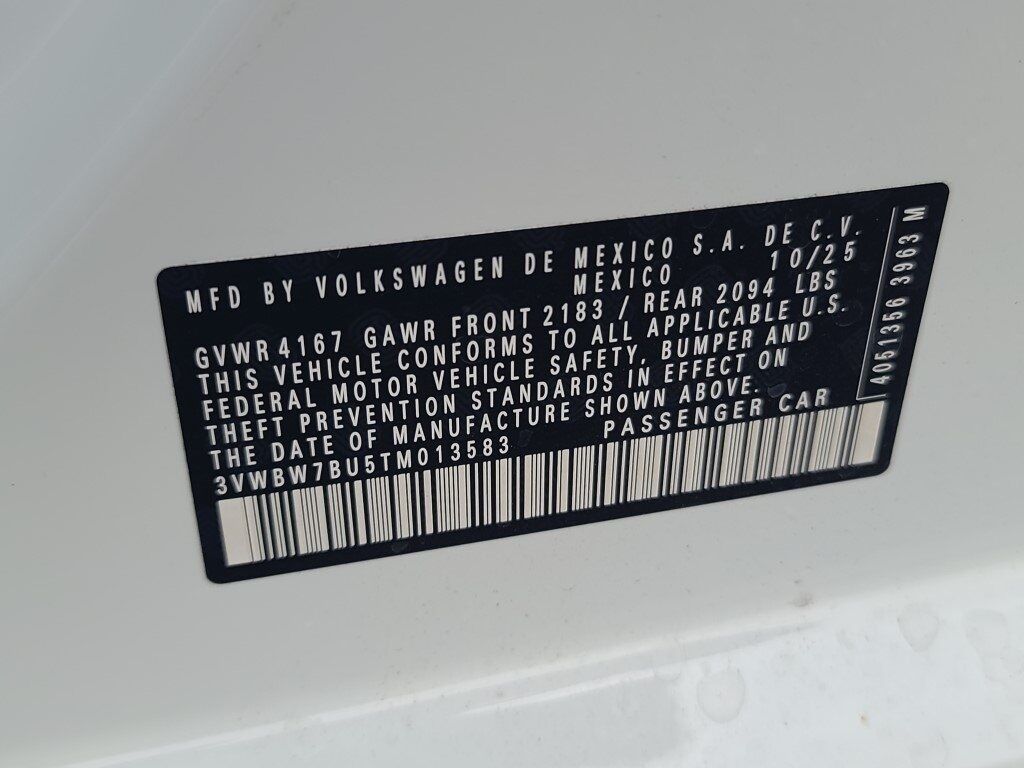 MFD BY VOLKSWAGEN DE MEXICO S.A. DE C.V.
MEXICO 10/25
GVWR 4167 GAWR FRONT 2183 / REAR 2094 LBS
THIS VEHICLE CONFORMS TO ALL APPLICABLE U.S.
FEDERAL MOTOR VEHICLE SAFETY, BUMPER AND
THEFT PREVENTION STANDARDS IN EFFECT ON
THE DATE OF MANUFACTURE SHOWN ABOVE.
3VWBW7BU5TM013583 PASSENGER CAR
4051356 3963 M